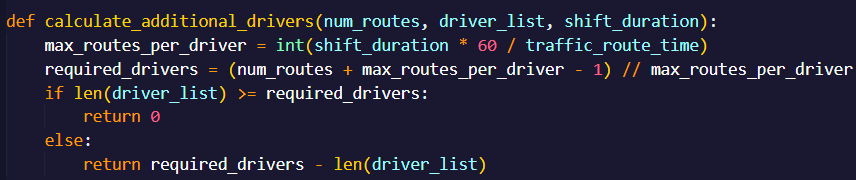 def calculate_additional_drivers(num_routes, driver_list, shift_duration):
    max_routes_per_driver = int(shift_duration * 60 / traffic_route_time)
    required_drivers = (num_routes + max_routes_per_driver - 1) // max_routes_per_driver
    if len(driver_list) >= required_drivers:
        return 0
    else:
        return required_drivers - len(driver_list)